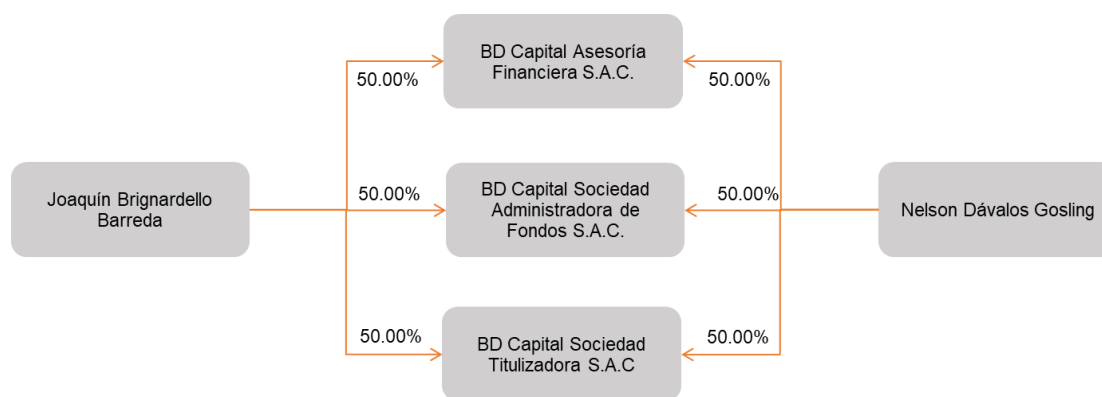 BD Capital Asesoría
Financiera S.A.C.
50.00%
50.00%
Joaquín Brignardello
Barreda
50.00%
BD Capital Sociedad
Administradora de
Fondos S.A.C.
50.00%
Nelson Dávalos Gosling
50.00%
BD Capital Sociedad
Titulizadora S.A.C
50.00%